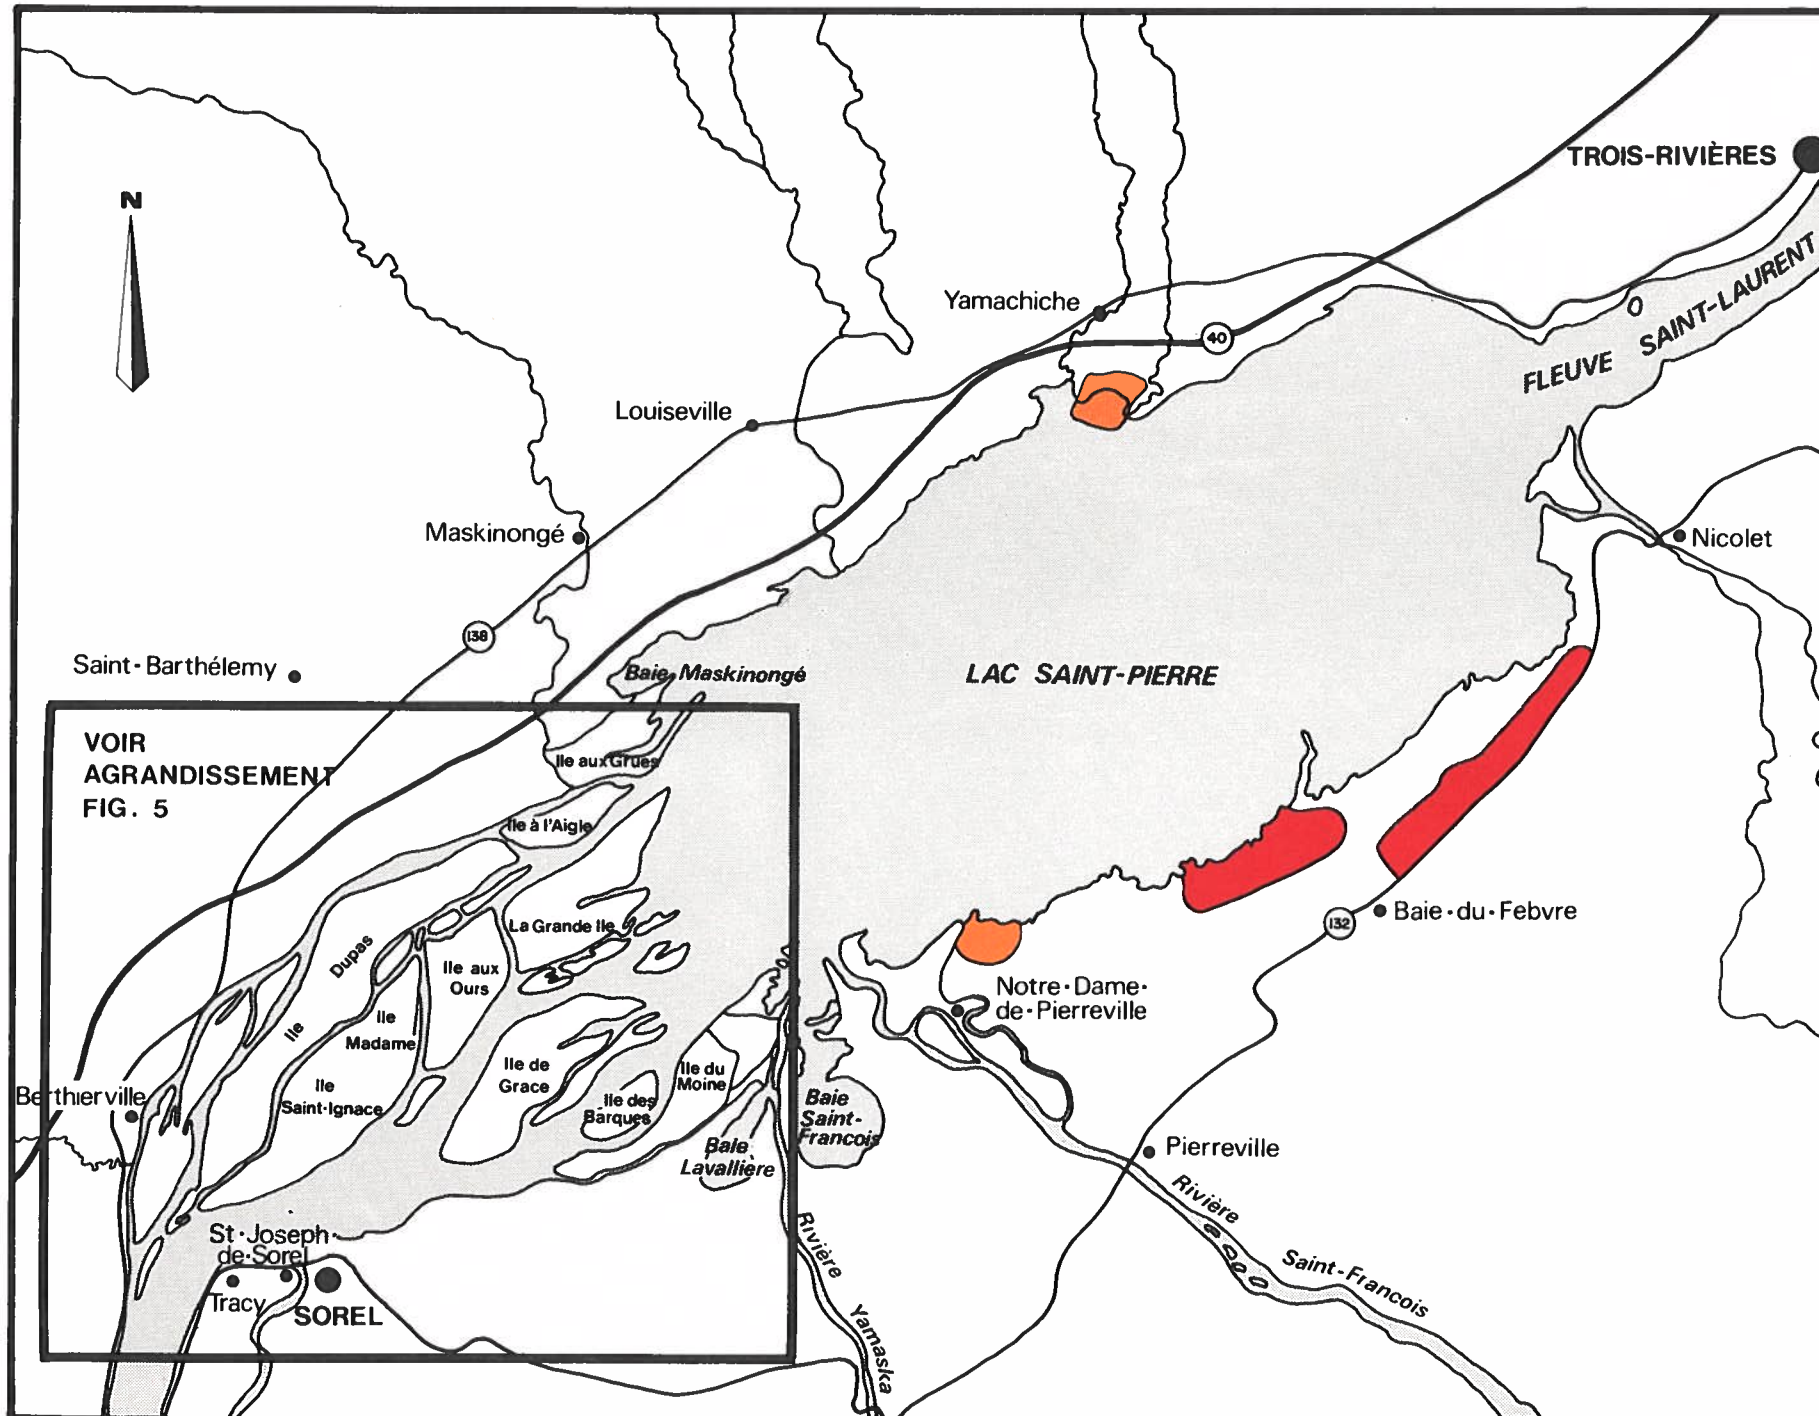 TROIS-RIVIÈRES
N
FLEUVE SAINT-LAURENT
Yamachiche
40
Louiseville
Maskinongé
Nicolet
138
Saint-Barthélemy
Baie Maskinongé
LAC SAINT-PIERRE
VOIR
AGRANDISSEMENT
FIG. 5
Ile aux Grues
Ile à l'Aigle
La Grande Ile
132
Baie-du-Febvre
Ile Dupas
Ile aux
Ours
Notre-Dame-
de-Pierreville
Ile
Madame
Ile de
Grace
Ile du
Moine
Ile
Saint-Ignace
Ile des
Barques
Berthierville
Baie
Saint-
Francois
Baie
Lavallière
Pierreville
Rivière Saint-Francois
St-Joseph-
de-Sorel
Tracy
SOREL
Rivière Yamaska